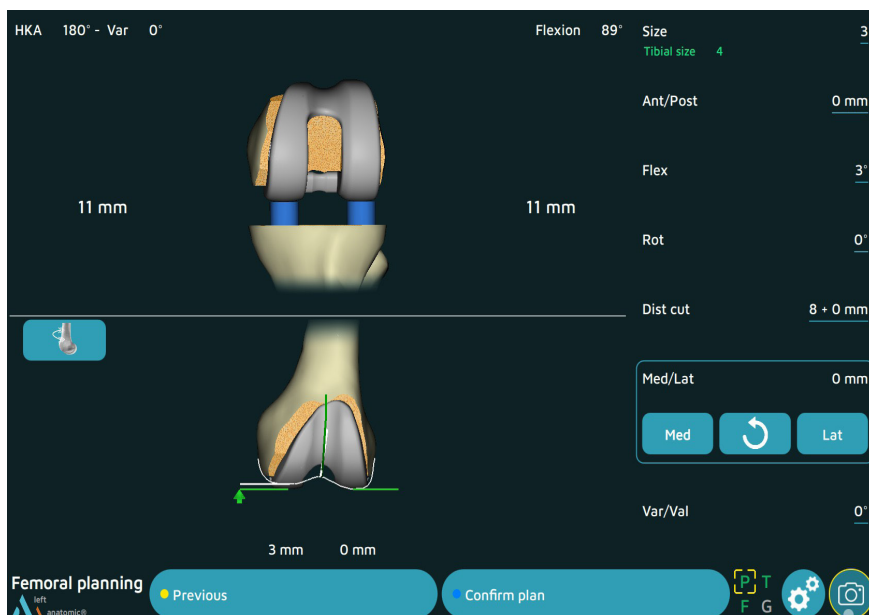 HKA 180° - Var 0°
Flexion 89°
Size 3
Tibial size 4
Ant/Post 0 mm
11 mm
11 mm
Flex 3°
Rot 0°
Dist cut 8 + 0 mm
Med/Lat 0 mm
Med
Lat
Var/Val 0°
3 mm 0 mm
Femoral planning
left
anatomic®
Previous
Confirm plan
P T
F G